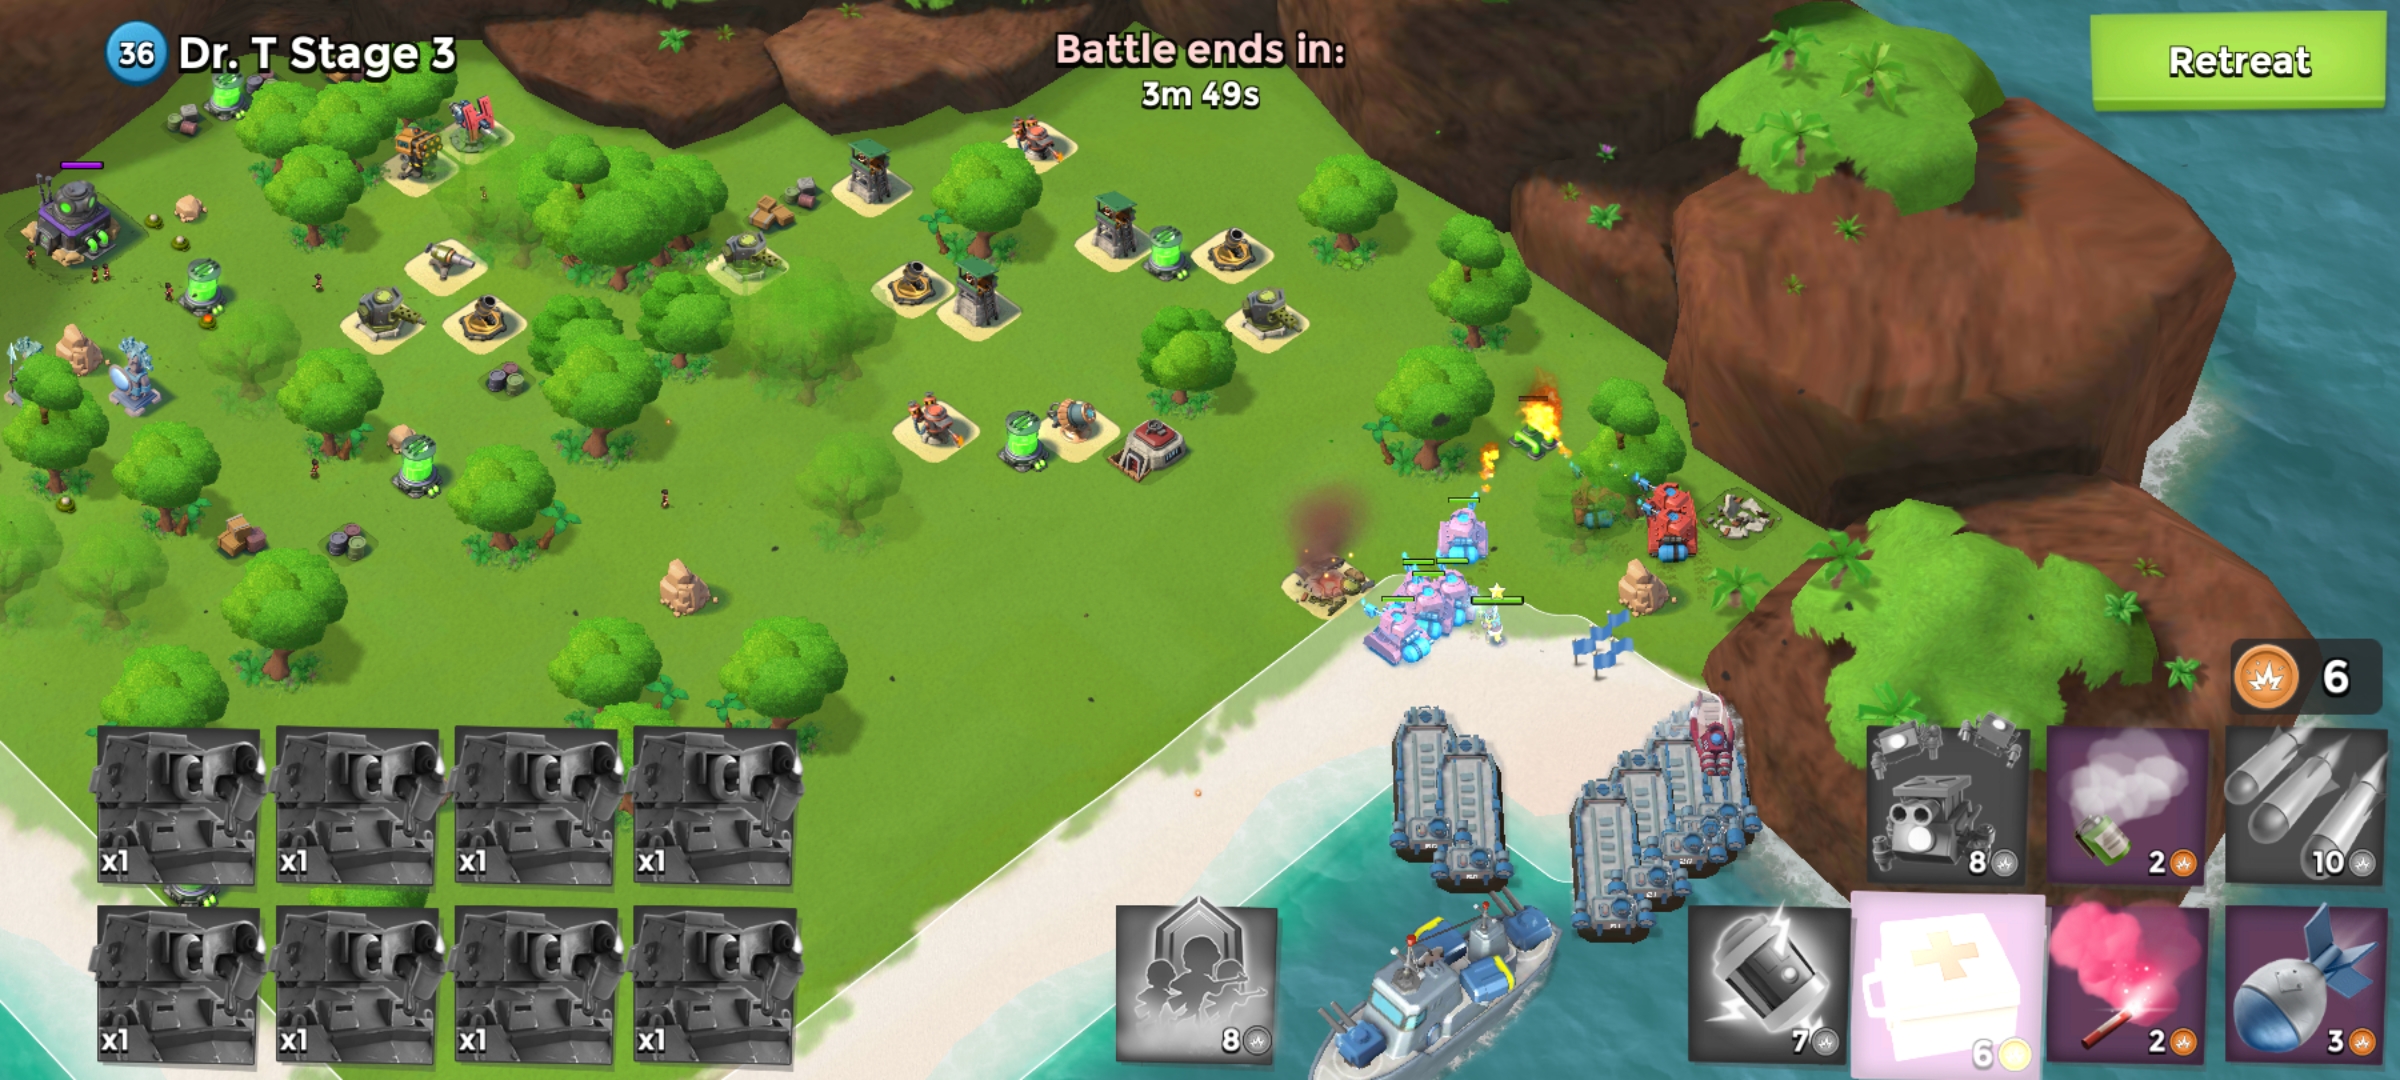 36 Dr. T Stage 3
Battle ends in:
3m 49s
Retreat
6
x1 x1 x1 x1
8 2 10
x1 x1 x1 x1
8 7 6 2 3